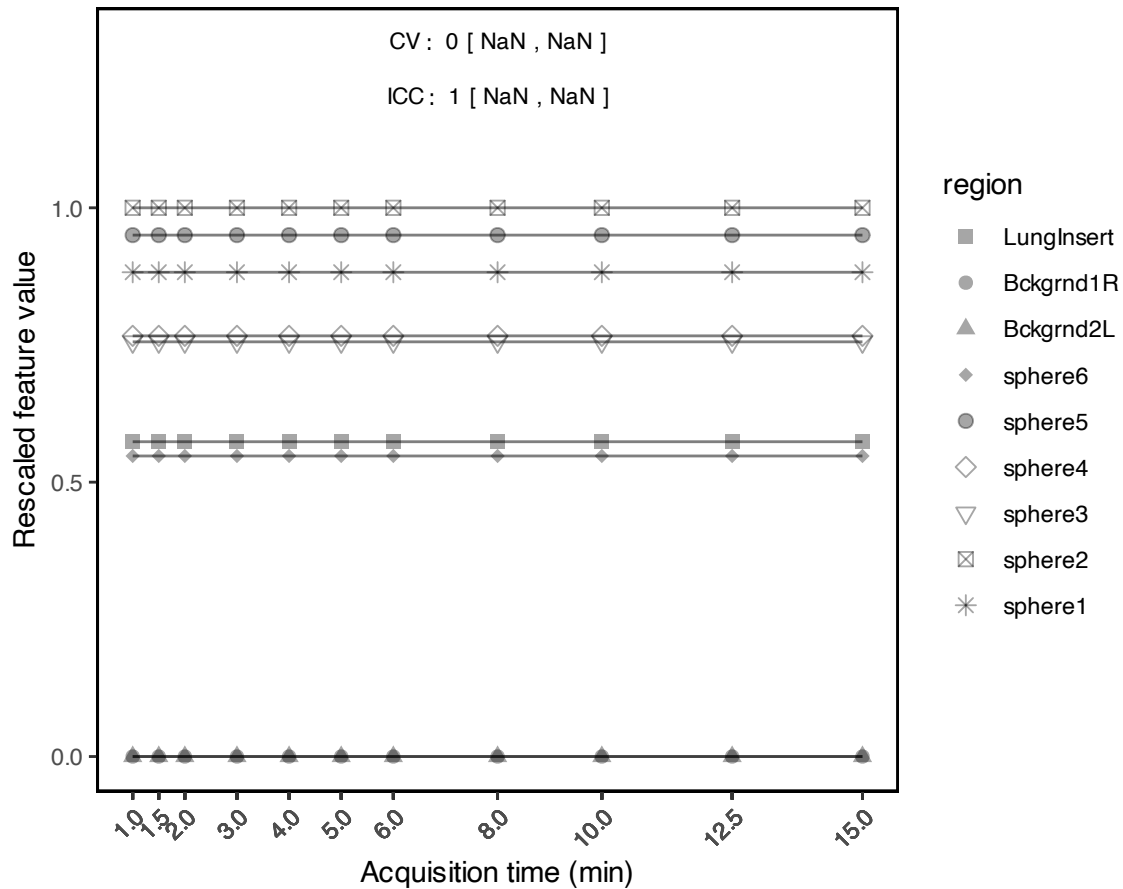 CV : 0 [ NaN , NaN ]
ICC : 1 [ NaN , NaN ]
Rescaled feature value
1.0
0.5
0.0
1.0
1.5
2.0
3.0
4.0
5.0
6.0
8.0
10.0
12.5
15.0
Acquisition time (min)
region
LungInsert
Bckgrnd1R
Bckgrnd2L
sphere6
sphere5
sphere4
sphere3
sphere2
sphere1